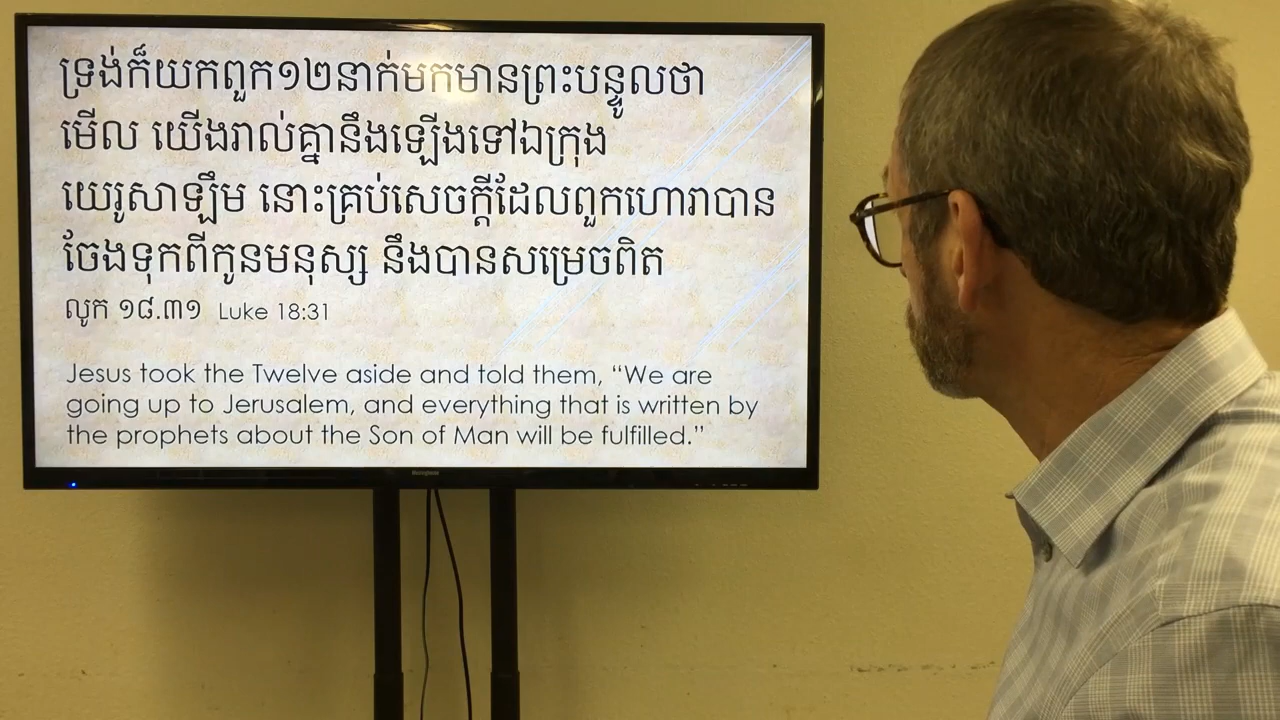 ទ្រង់ក៏យកពួក១២នាក់មកមានព្រះបន្ទូលថា
មើល យើងរាល់គ្នានឹងឡើងទៅឯក្រុង
យេរូសាឡឹម នោះគ្រប់សេចក្ដីដែលពួកហោរាបាន
ចែងទុកពីកូនមនុស្ស នឹងបានសម្រេចពិត
លូក ១៨.៣១ Luke 18:31
Jesus took the Twelve aside and told them, “We are
going up to Jerusalem, and everything that is written by
the prophets about the Son of Man will be fulfilled.”
Westinghouse